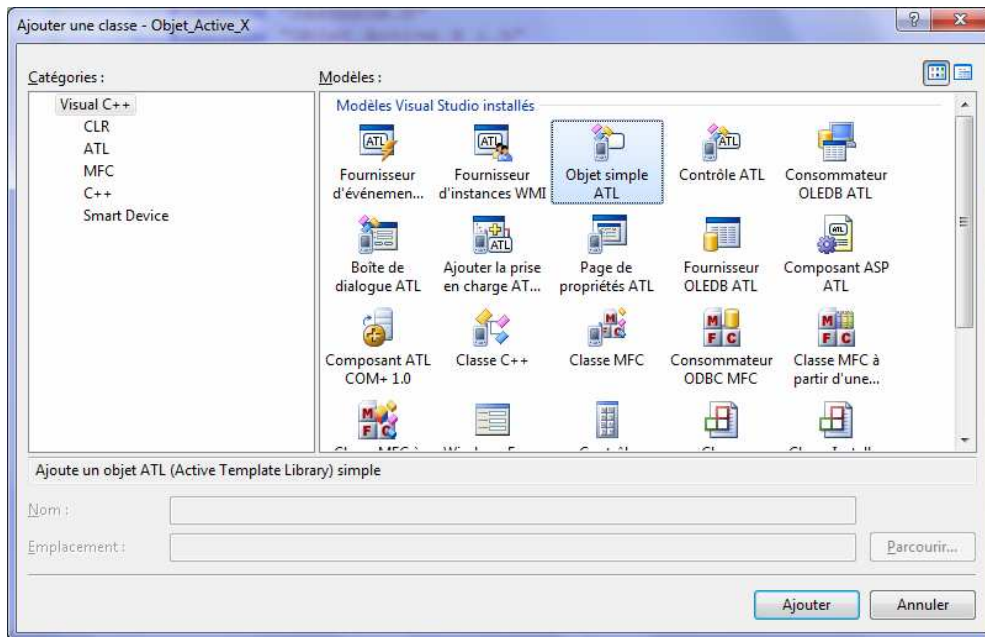 Ajouter une classe - Objet_Active_X
Catégories :
Modèles :
Visual C++
CLR
ATL
MFC
C++
Smart Device
Modèles Visual Studio installés
Fournisseur d'événemen...
Fournisseur d'instances WMI
Objet simple ATL
Contrôle ATL
Consommateur OLEDB ATL
Boîte de dialogue ATL
Ajouter la prise en charge AT...
Page de propriétés ATL
Fournisseur OLEDB ATL
Composant ASP ATL
Composant ATL COM+ 1.0
Classe C++
Classe MFC
Consommateur ODBC MFC
Classe MFC à partir d'une...
Ajoute un objet ATL (Active Template Library) simple
Nom :
Emplacement :
Parcourir...
Ajouter
Annuler